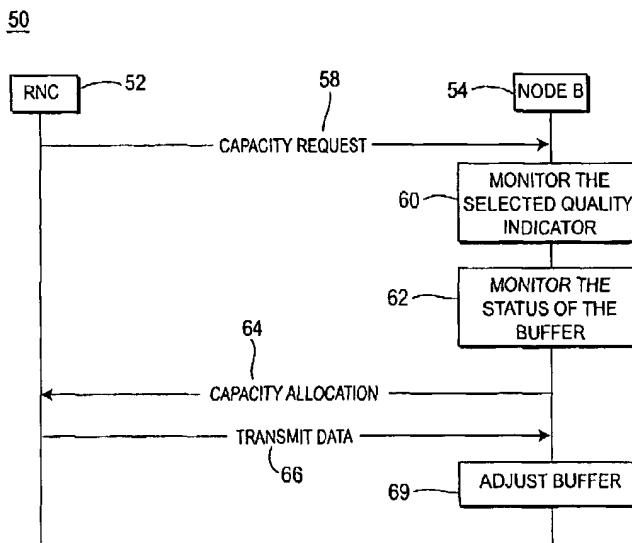 50
RNC
52
54
NODE B
58
CAPACITY REQUEST
60
MONITOR THE
SELECTED QUALITY
INDICATOR
62
MONITOR THE
STATUS OF THE
BUFFER
64
CAPACITY ALLOCATION
TRANSMIT DATA
66
69
ADJUST BUFFER